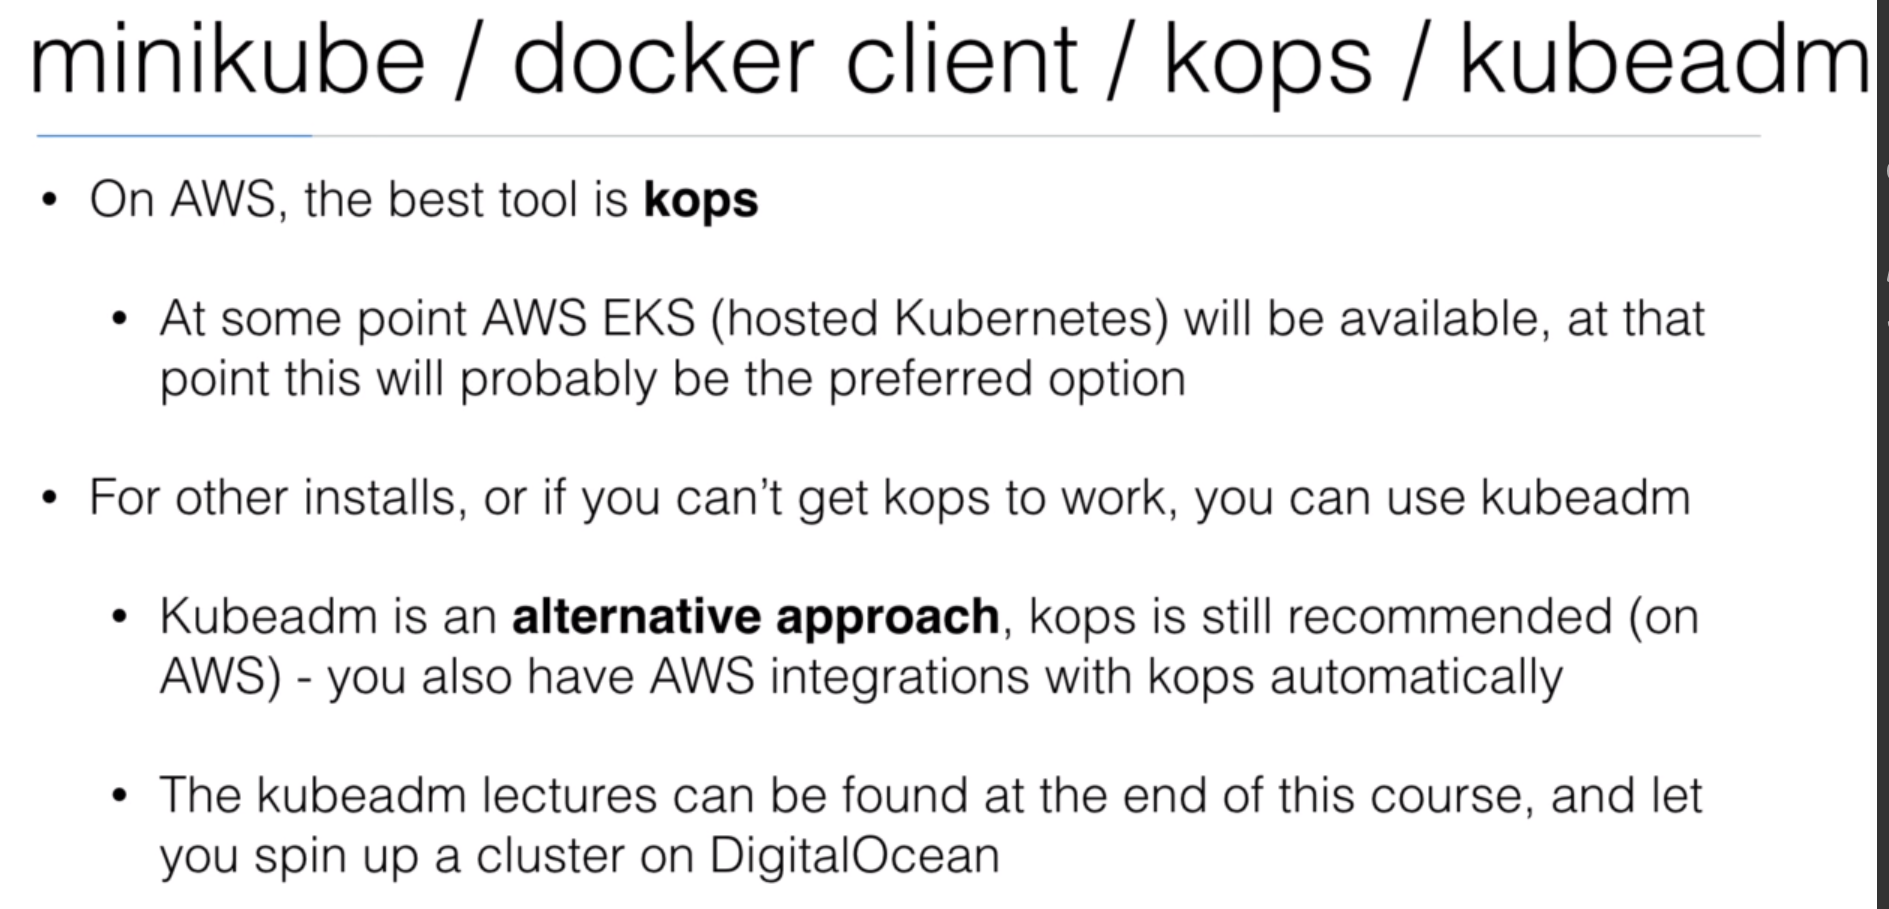 minikube / docker client / kops / kubeadm
• On AWS, the best tool is kops
• At some point AWS EKS (hosted Kubernetes) will be available, at that
point this will probably be the preferred option
• For other installs, or if you can't get kops to work, you can use kubeadm
• Kubeadm is an alternative approach, kops is still recommended (on
AWS) - you also have AWS integrations with kops automatically
• The kubeadm lectures can be found at the end of this course, and let
you spin up a cluster on DigitalOcean